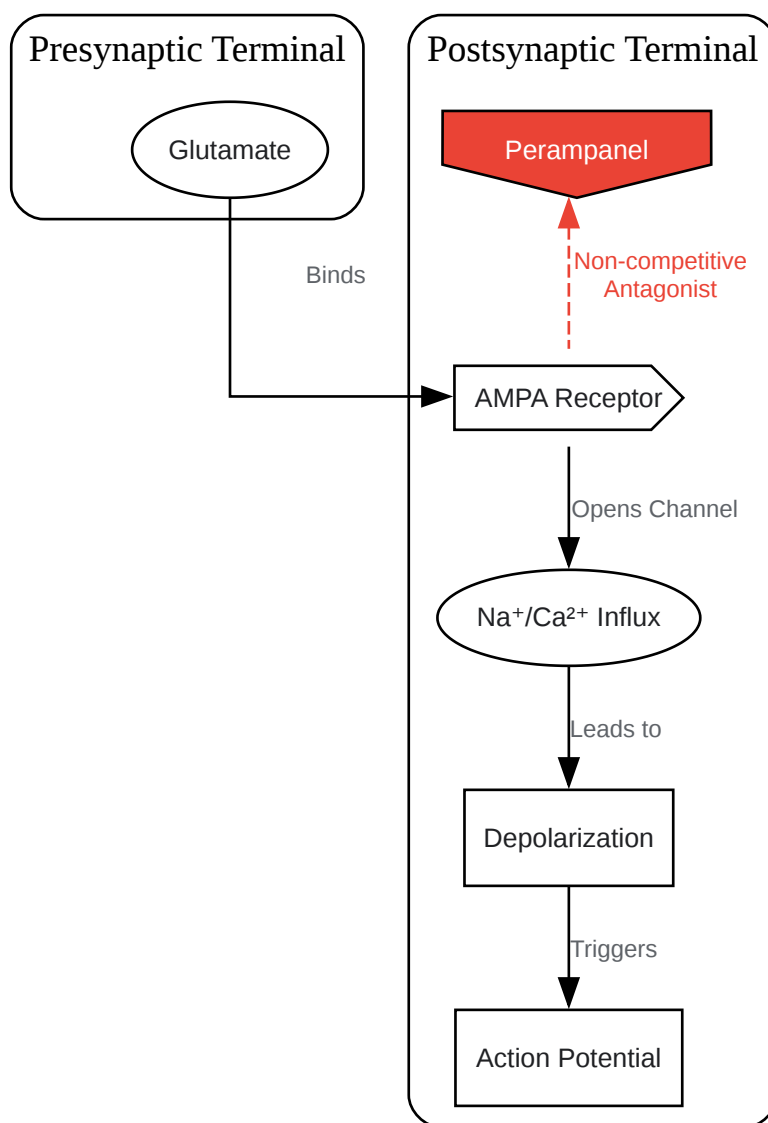 Presynaptic Terminal
Postsynaptic Terminal
Glutamate
Perampanel
Binds
Non-competitive
Antagonist
AMPA Receptor
Opens Channel
Na⁺/Ca²⁺ Influx
Leads to
Depolarization
Triggers
Action Potential